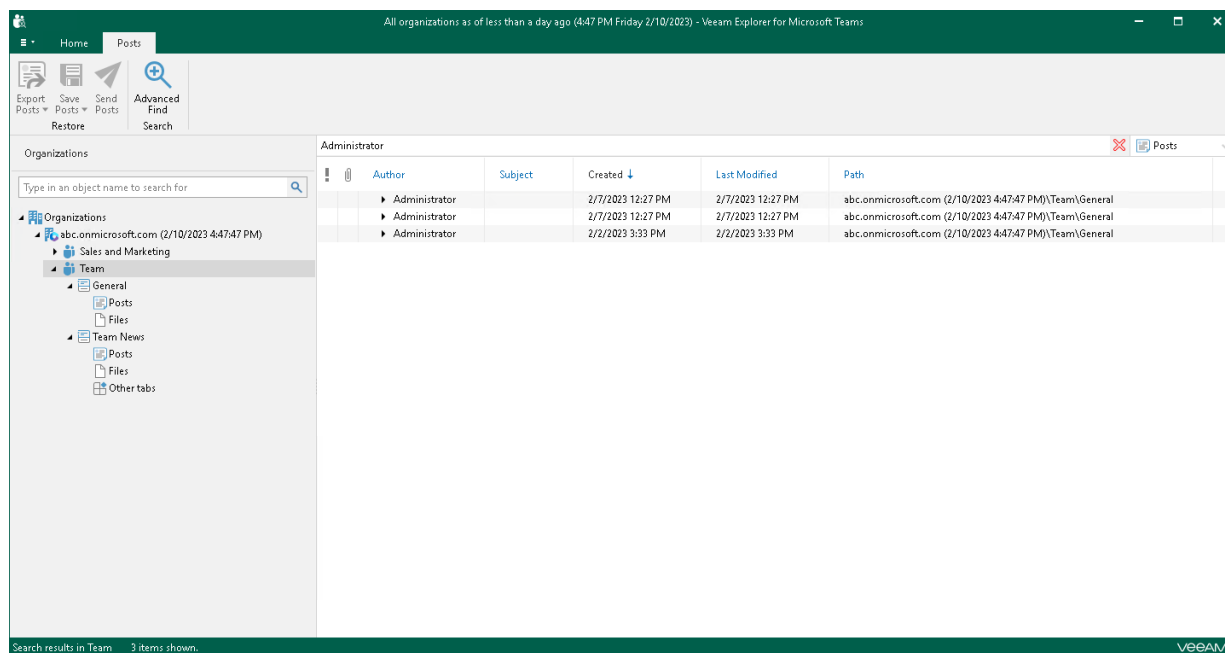 All organizations as of less than a day ago (4:47 PM Friday 2/10/2023) - Veeam Explorer for Microsoft Teams
Home Posts
Export Posts Save Posts Send Posts Advanced Find
Restore Search
Organizations
Type in an object name to search for
Organizations
abc.onmicrosoft.com (2/10/2023 4:47:47 PM)
Sales and Marketing
Team
General
Posts
Files
Team News
Posts
Files
Other tabs
Administrator Posts
Author Subject Created Last Modified Path
Administrator 2/7/2023 12:27 PM 2/7/2023 12:27 PM abc.onmicrosoft.com (2/10/2023 4:47:47 PM)\Team\General
Administrator 2/7/2023 12:27 PM 2/7/2023 12:27 PM abc.onmicrosoft.com (2/10/2023 4:47:47 PM)\Team\General
Administrator 2/2/2023 3:33 PM 2/2/2023 3:33 PM abc.onmicrosoft.com (2/10/2023 4:47:47 PM)\Team\General
Search results in Team 3 items shown. veeam